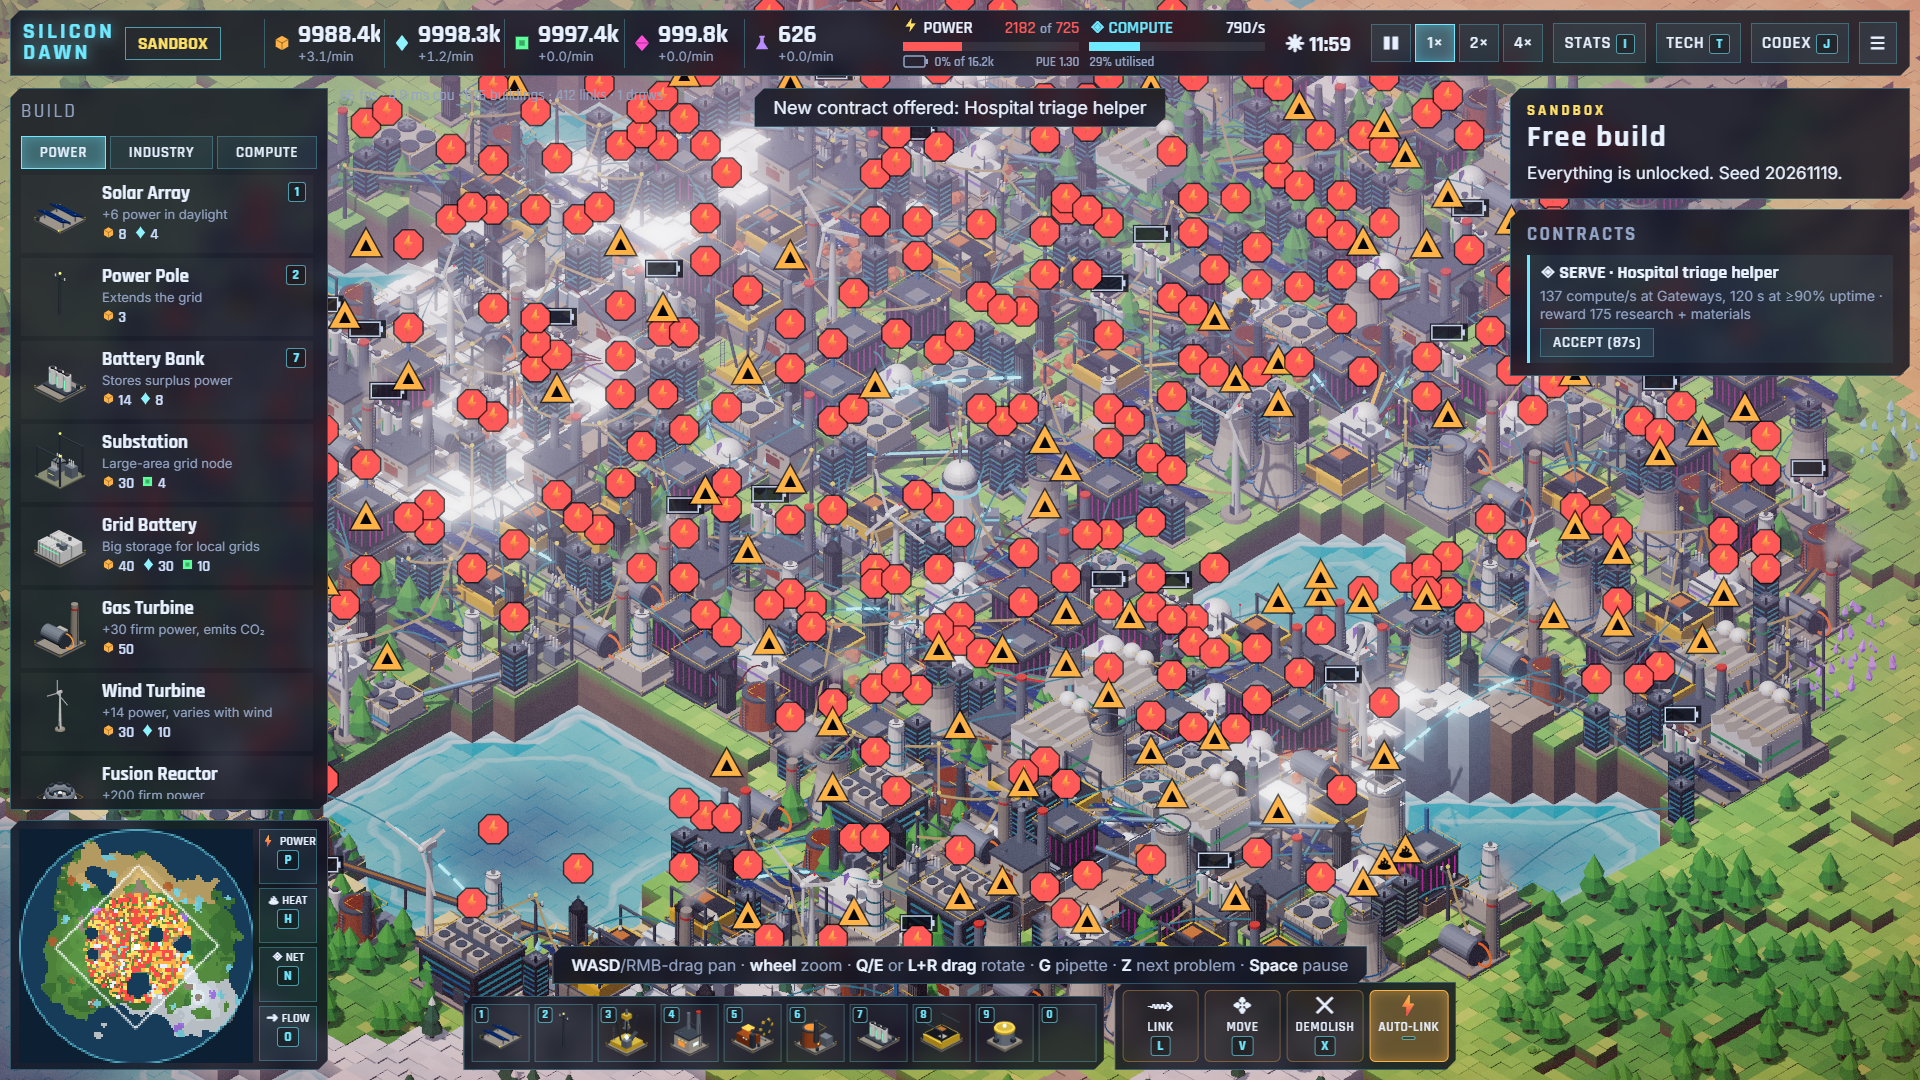 SILICON
DAWN
SANDBOX
9988.4k
+3.1/min
9998.3k
+1.2/min
9997.4k
+0.0/min
999.8k
+0.0/min
626
+0.0/min
POWER
2182 of 725
0% of 16.2k
PUE 1.30
COMPUTE
790/s
29% utilised
11:59
1×
2×
4×
STATS I
TECH T
CODEX J
BUILD
POWER
INDUSTRY
COMPUTE
Solar Array
1
+6 power in daylight
8 4
Power Pole
2
Extends the grid
3
Battery Bank
7
Stores surplus power
14 8
Substation
Large-area grid node
30 4
Grid Battery
Big storage for local grids
40 30 10
Gas Turbine
+30 firm power, emits CO₂
50
Wind Turbine
+14 power, varies with wind
30 10
Fusion Reactor
+200 firm power
New contract offered: Hospital triage helper
SANDBOX
Free build
Everything is unlocked. Seed 20261119.
CONTRACTS
SERVE · Hospital triage helper
137 compute/s at Gateways, 120 s at ≥90% uptime ·
reward 175 research + materials
ACCEPT (87s)
POWER
P
HEAT
H
NET
N
FLOW
O
WASD/RMB-drag pan · wheel zoom · Q/E or L+R drag rotate · G pipette · Z next problem · Space pause
1 2 3 4 5 6 7 8 9 0
LINK
L
MOVE
V
DEMOLISH
X
AUTO-LINK